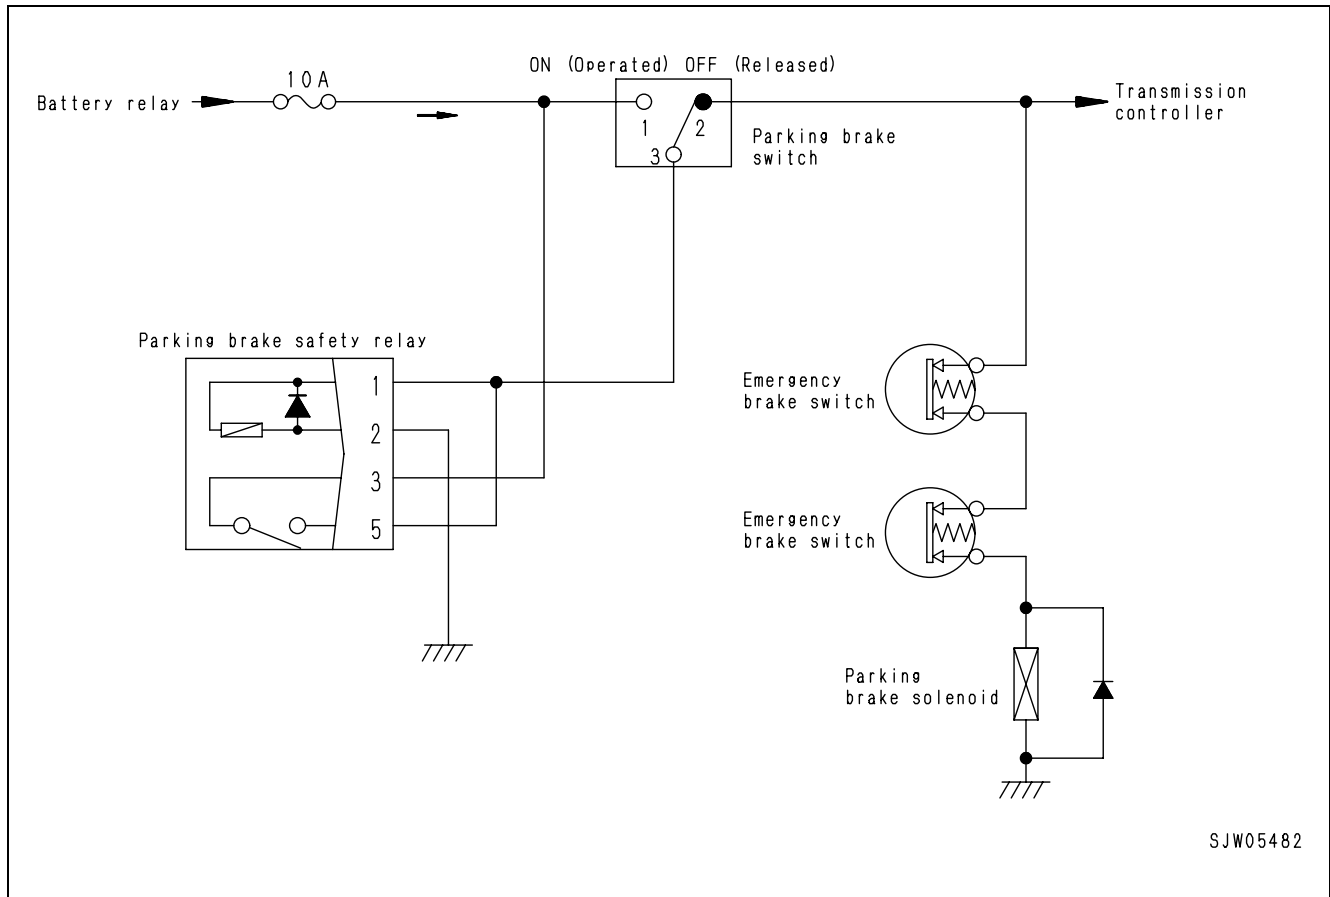 ON (Operated) OFF (Released)
10A
Battery relay
Transmission
controller
1
2
3
Parking brake
switch
Parking brake safety relay
1
2
3
5
Emergency
brake switch
Emergency
brake switch
Parking
brake solenoid
SJW05482